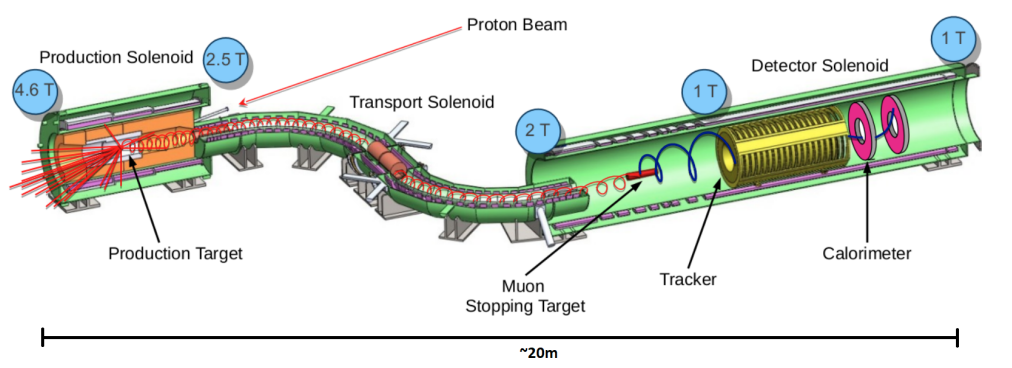 Proton Beam
Production Solenoid
2.5 T
4.6 T
Transport Solenoid
2 T
1 T
Detector Solenoid
1 T
Production Target
Muon
Stopping Target
Tracker
Calorimeter
~20m